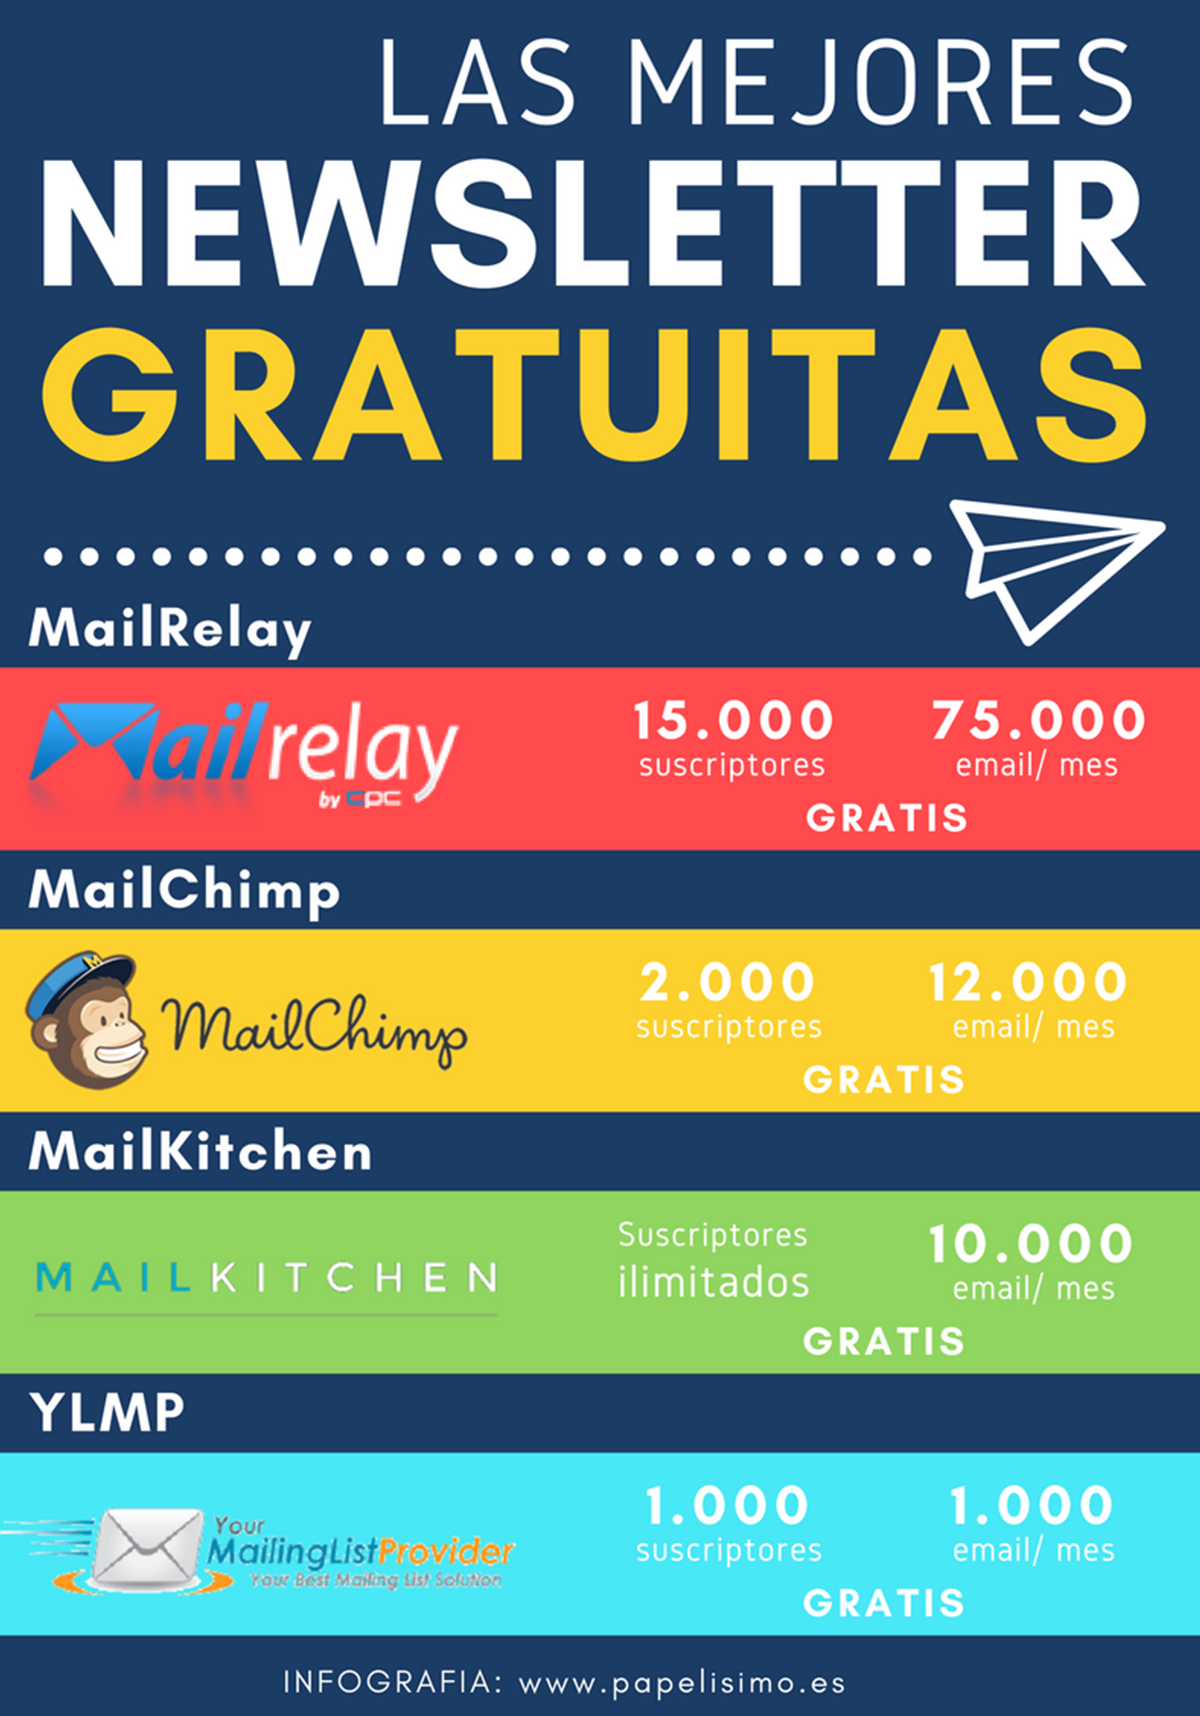 LAS MEJORES
NEWSLETTER
GRATUITAS
MailRelay
Mailrelay
by cpc
15.000
suscriptores
75.000
email/ mes
GRATIS
MailChimp
MailChimp
2.000
suscriptores
12.000
email/ mes
GRATIS
MailKitchen
MAILKITCHEN
Suscriptores
ilimitados
10.000
email/ mes
GRATIS
YLMP
Your
MailingListProvider
Your Best Mailing List Solution
1.000
suscriptores
1.000
email/ mes
GRATIS
INFOGRAFIA: www.papelisimo.es